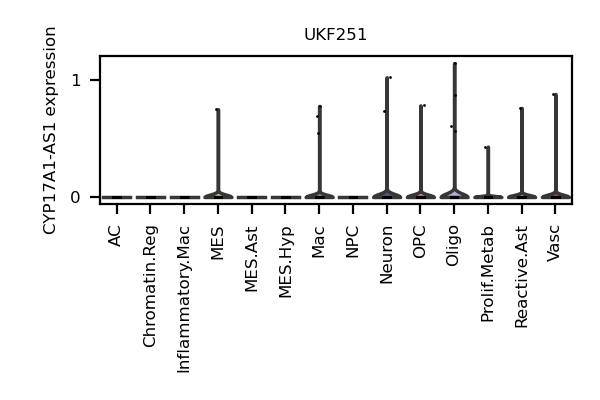 UKF251
CYP17A1-AS1 expression
1
0
AC
Chromatin.Reg
Inflammatory.Mac
MES
MES.Ast
MES.Hyp
Mac
NPC
Neuron
OPC
Oligo
Prolif.Metab
Reactive.Ast
Vasc